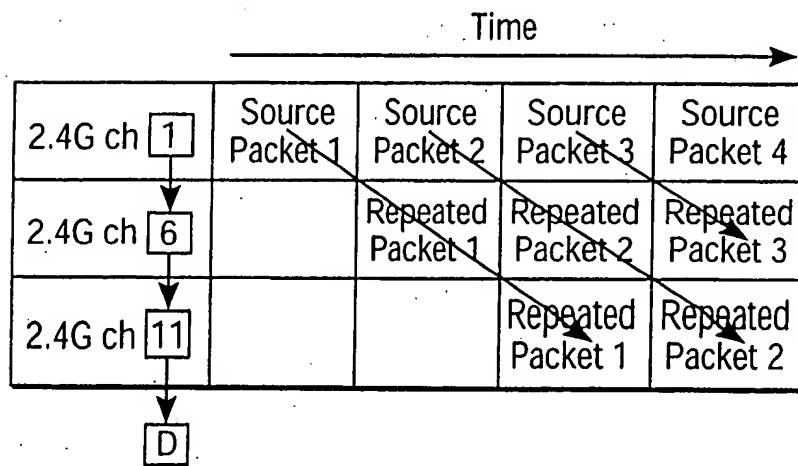 Time
2.4G ch 1
Source
Packet 1
Source
Packet 2
Source
Packet 3
Source
Packet 4
2.4G ch 6
Repeated
Packet 1
Repeated
Packet 2
Repeated
Packet 3
2.4G ch 11
Repeated
Packet 1
Repeated
Packet 2
D